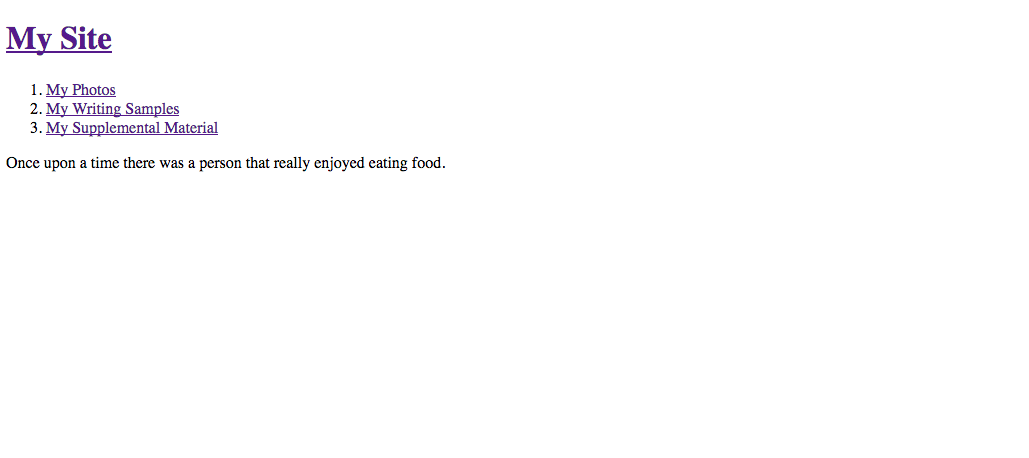 My Site
1. My Photos
2. My Writing Samples
3. My Supplemental Material
Once upon a time there was a person that really enjoyed eating food.